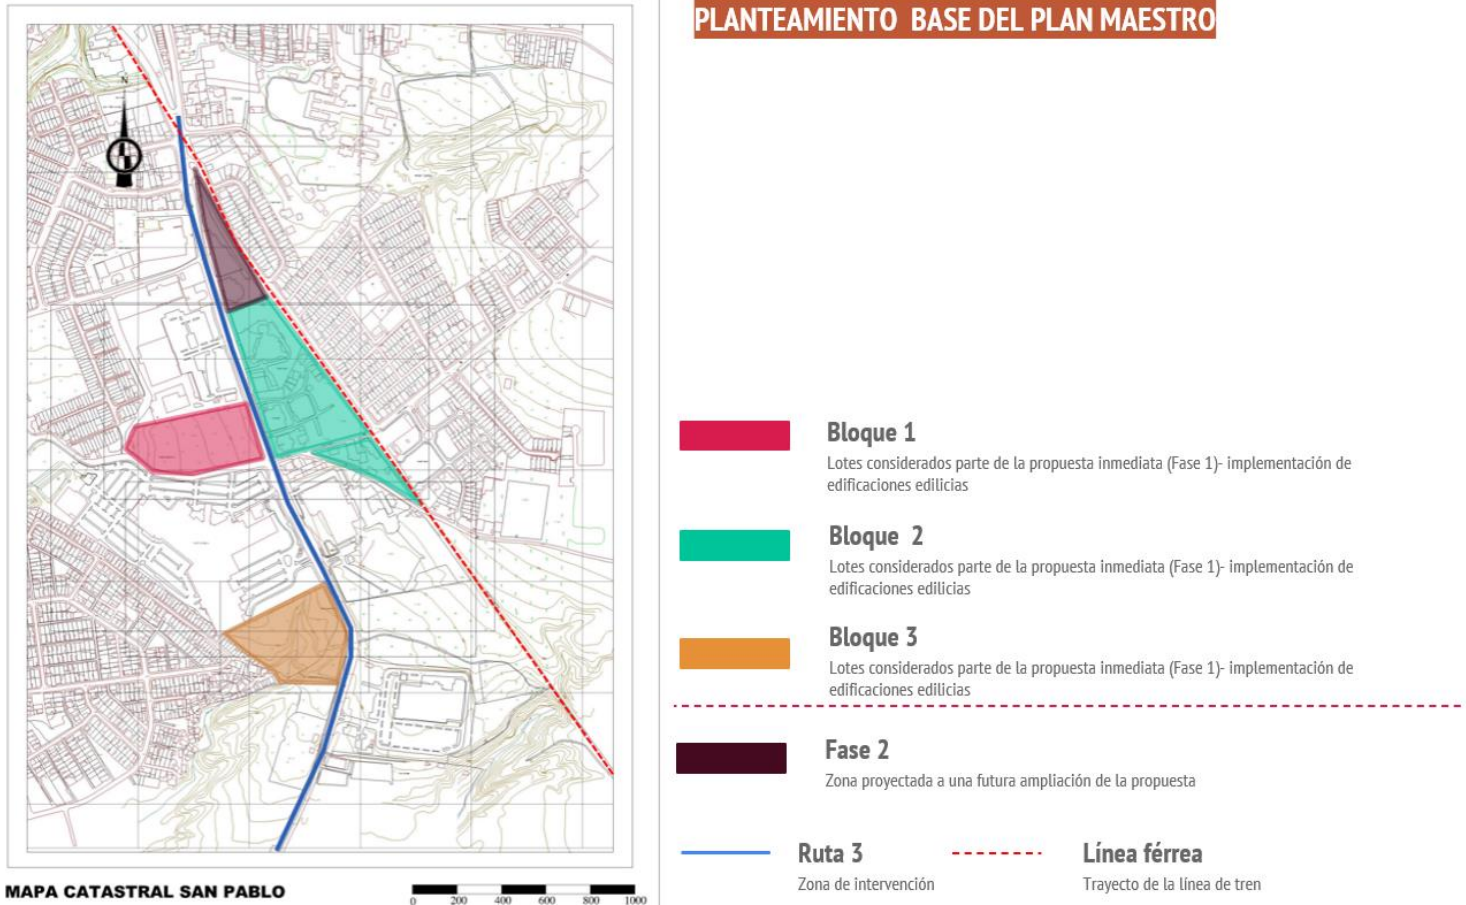 PLANTEAMIENTO BASE DEL PLAN MAESTRO
N
Bloque 1
Lotes considerados parte de la propuesta inmediata (Fase 1)- implementación de
edificaciones edilicias
Bloque 2
Lotes considerados parte de la propuesta inmediata (Fase 1)- implementación de
edificaciones edilicias
Bloque 3
Lotes considerados parte de la propuesta inmediata (Fase 1)- implementación de
edificaciones edilicias
Fase 2
Zona proyectada a una futura ampliación de la propuesta
Ruta 3
Zona de intervención
Línea férrea
Trayecto de la línea de tren
MAPA CATASTRAL SAN PABLO
0 200 400 600 800 1000